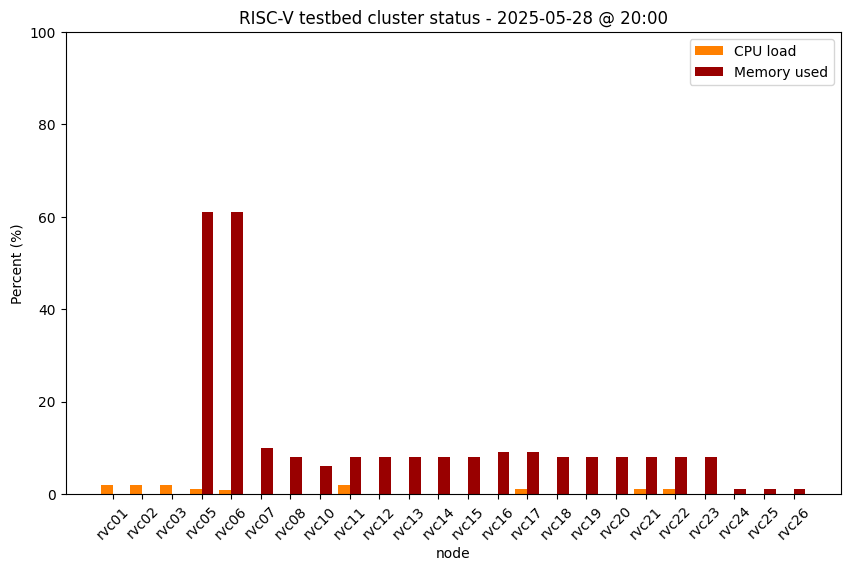 RISC-V testbed cluster status - 2025-05-28 @ 20:00
CPU load
Memory used
Percent (%)
100
80
60
40
20
0
rvc01 rvc02 rvc03 rvc05 rvc06 rvc07 rvc08 rvc10 rvc11 rvc12 rvc13 rvc14 rvc15 rvc16 rvc17 rvc18 rvc19 rvc20 rvc21 rvc22 rvc23 rvc24 rvc25 rvc26
node